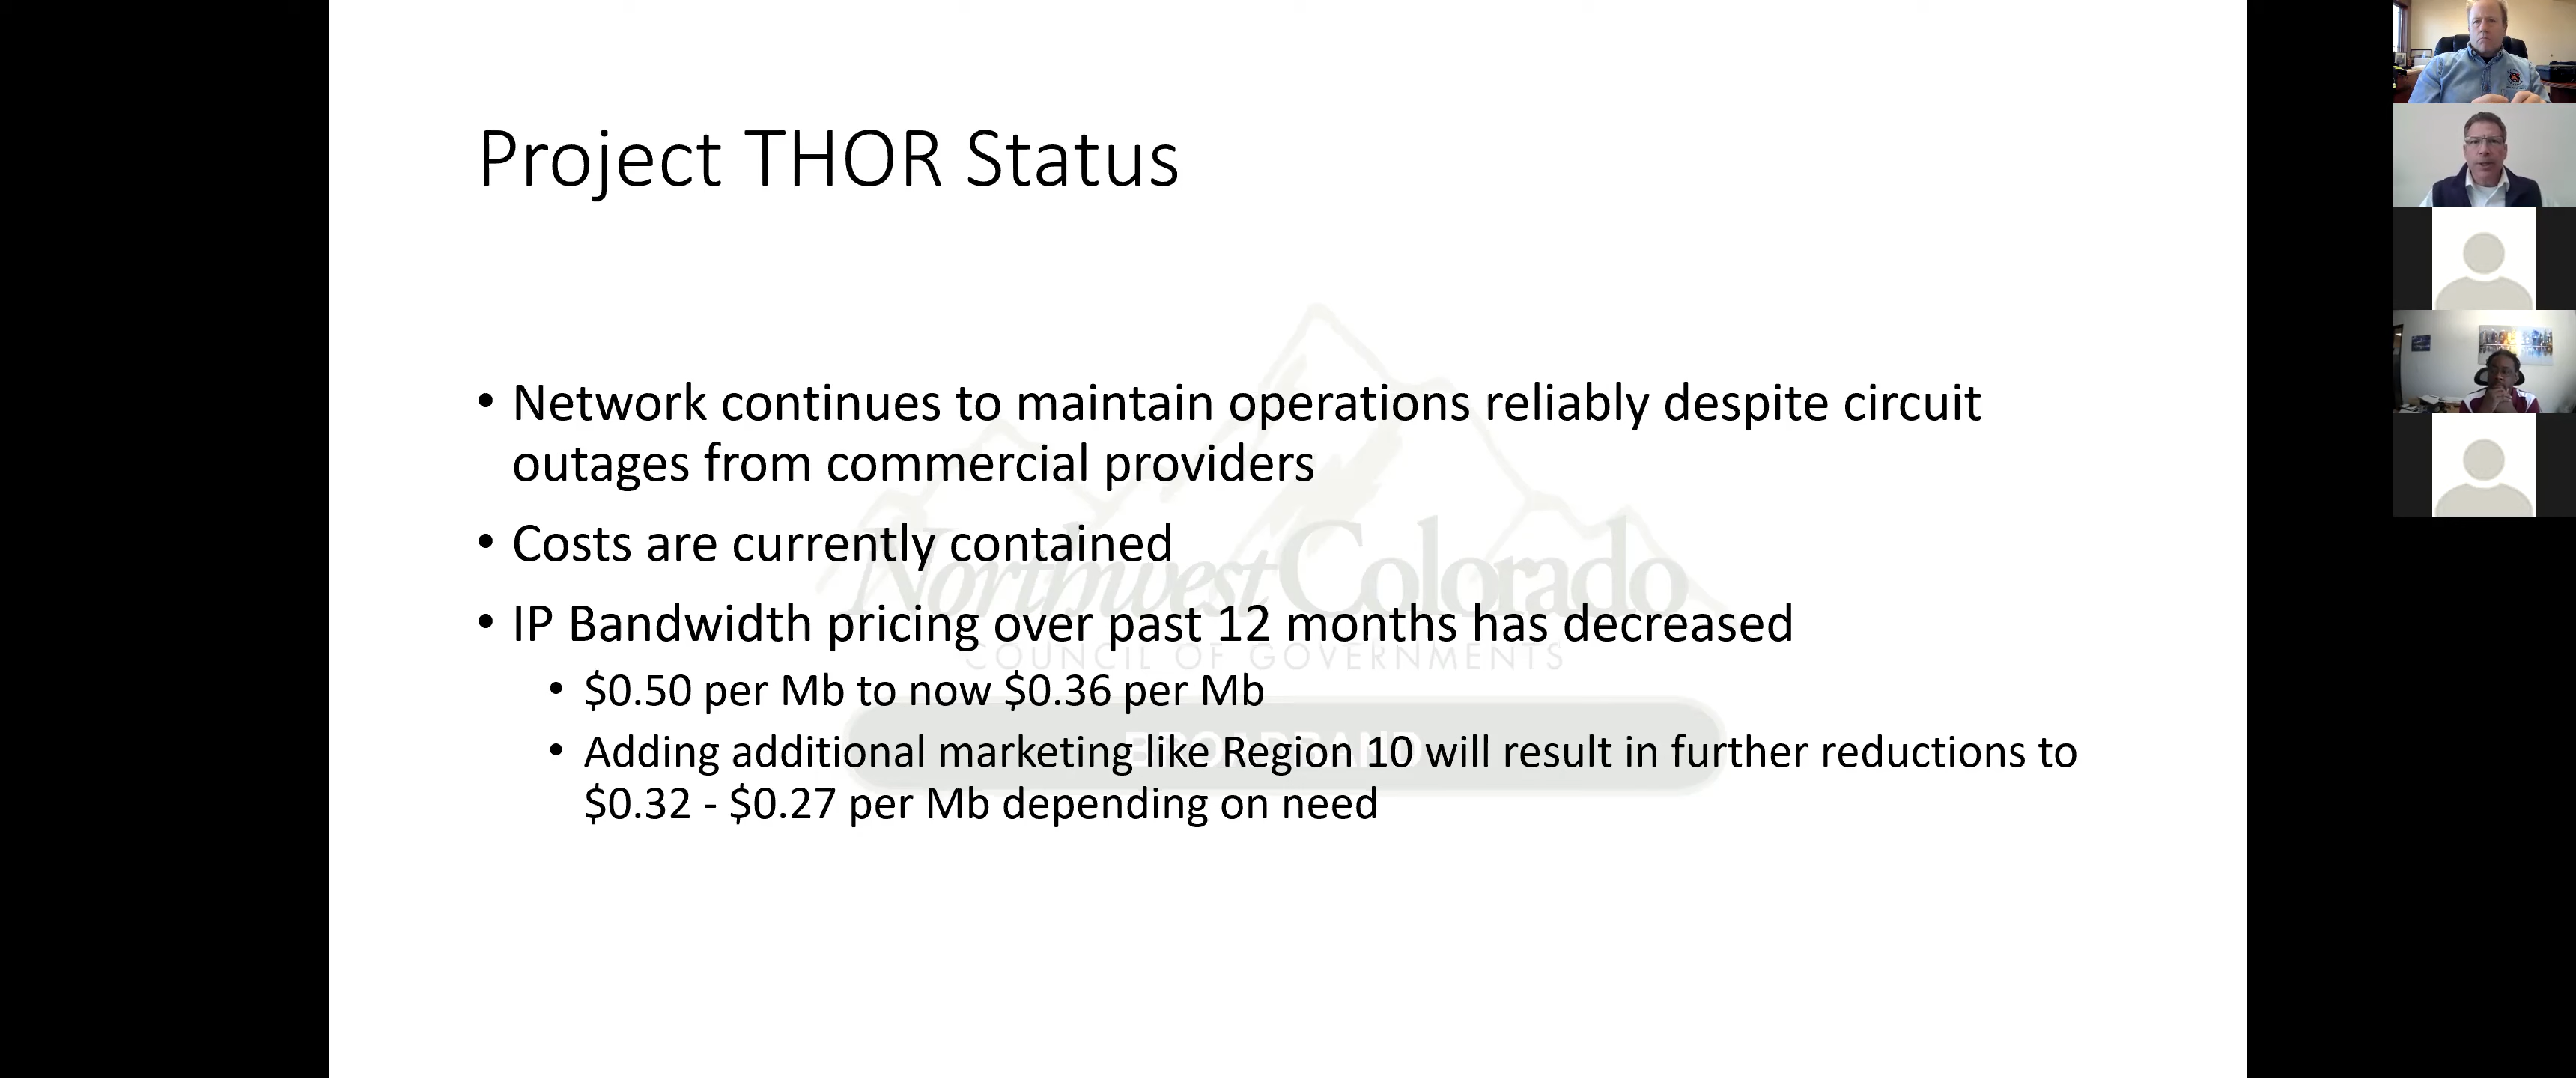 Project THOR Status
• Network continues to maintain operations reliably despite circuit
outages from commercial providers
• Costs are currently contained
• IP Bandwidth pricing over past 12 months has decreased
• $0.50 per Mb to now $0.36 per Mb
• Adding additional marketing like Region 10 will result in further reductions to
$0.32 - $0.27 per Mb depending on need
Northwest Colorado
COUNCIL OF GOVERNMENTS
BROADBAND